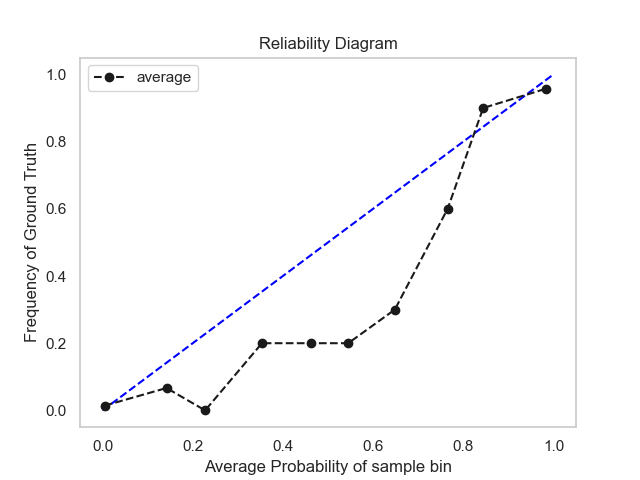 Reliability Diagram
average
1.0
0.8
0.6
0.4
0.2
0.0
Frequency of Ground Truth
0.0 0.2 0.4 0.6 0.8 1.0
Average Probability of sample bin